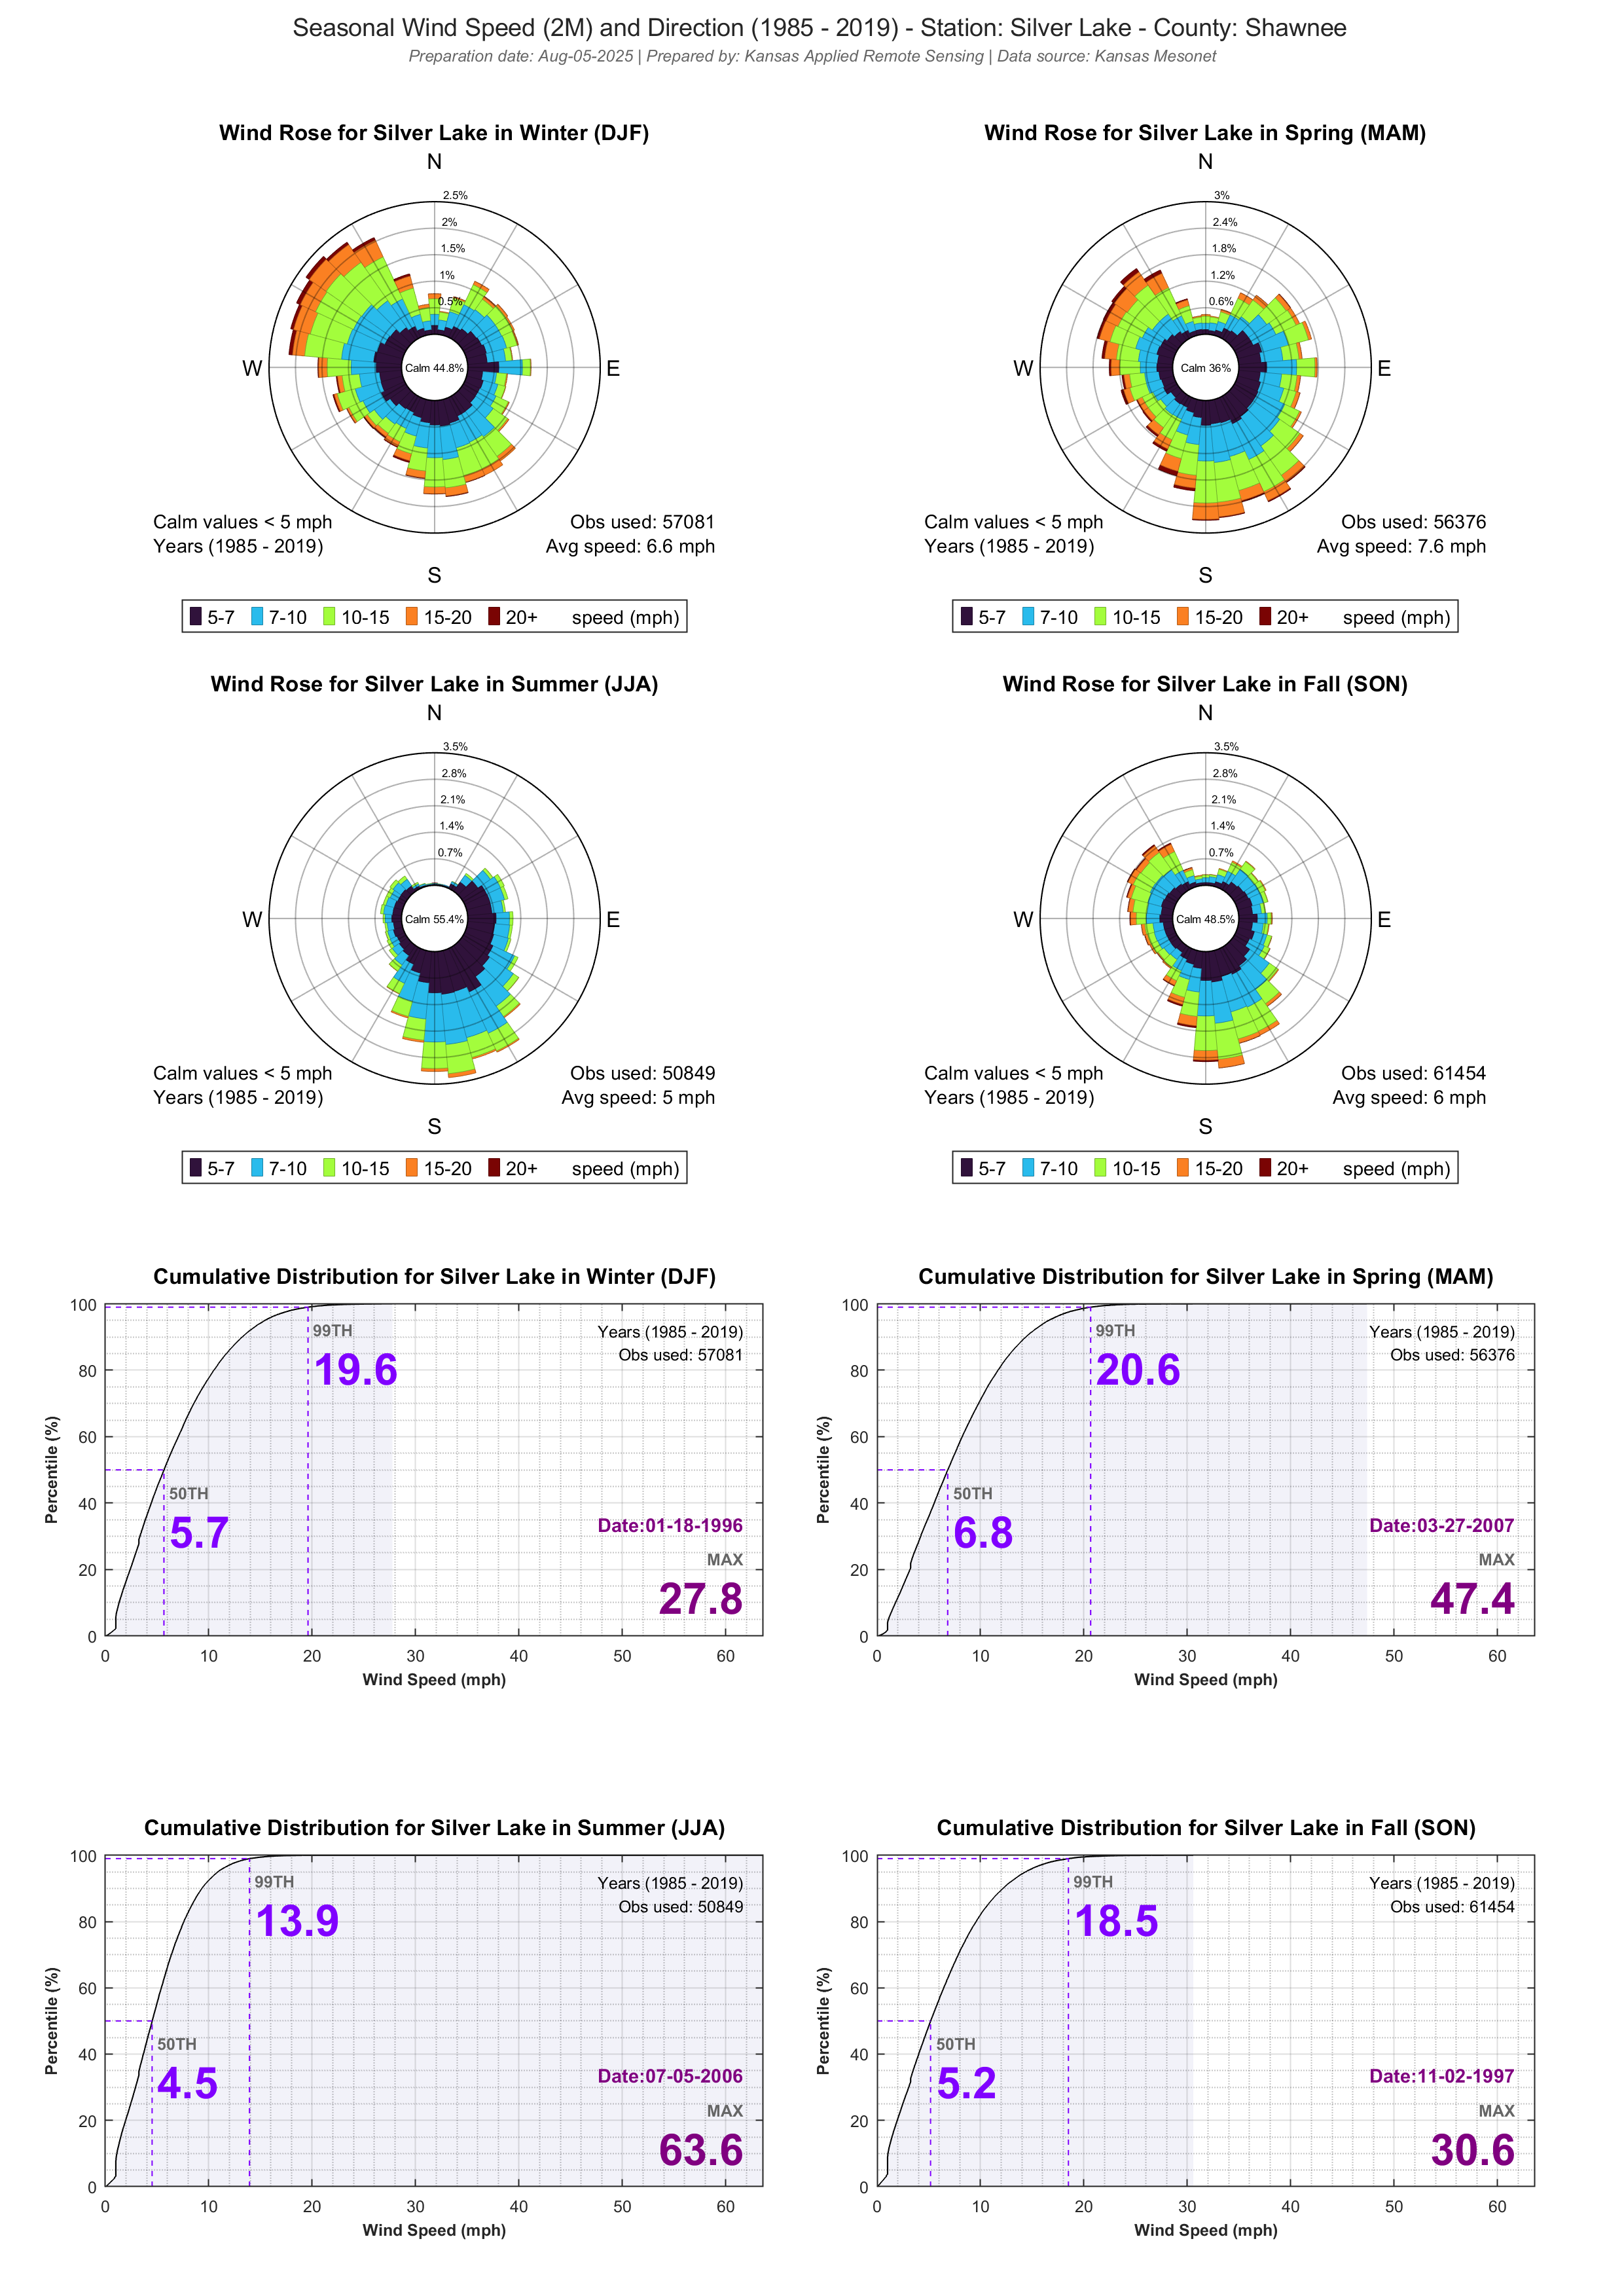 Seasonal Wind Speed (2M) and Direction (1985 - 2019) - Station: Silver Lake - County: Shawnee
Preparation date: Aug-05-2025 | Prepared by: Kansas Applied Remote Sensing | Data source: Kansas Mesonet
Wind Rose for Silver Lake in Winter (DJF)
N
2.5%
2%
1.5%
1%
0.5%
W
Calm 44.8%
E
Calm values < 5 mph
Years (1985 - 2019)
Obs used: 57081
Avg speed: 6.6 mph
S
5-7 7-10 10-15 15-20 20+ speed (mph)
Wind Rose for Silver Lake in Spring (MAM)
N
3%
2.4%
1.8%
1.2%
0.6%
W
Calm 36%
E
Calm values < 5 mph
Years (1985 - 2019)
Obs used: 56376
Avg speed: 7.6 mph
S
5-7 7-10 10-15 15-20 20+ speed (mph)
Wind Rose for Silver Lake in Summer (JJA)
N
3.5%
2.8%
2.1%
1.4%
0.7%
W
Calm 55.4%
E
Calm values < 5 mph
Years (1985 - 2019)
Obs used: 50849
Avg speed: 5 mph
S
5-7 7-10 10-15 15-20 20+ speed (mph)
Wind Rose for Silver Lake in Fall (SON)
N
3.5%
2.8%
2.1%
1.4%
0.7%
W
Calm 48.5%
E
Calm values < 5 mph
Years (1985 - 2019)
Obs used: 61454
Avg speed: 6 mph
S
5-7 7-10 10-15 15-20 20+ speed (mph)
Cumulative Distribution for Silver Lake in Winter (DJF)
100
80
60
40
20
0
Percentile (%)
99TH
19.6
Years (1985 - 2019)
Obs used: 57081
50TH
5.7
Date:01-18-1996
MAX
27.8
0 10 20 30 40 50 60
Wind Speed (mph)
Cumulative Distribution for Silver Lake in Spring (MAM)
100
80
60
40
20
0
Percentile (%)
99TH
20.6
Years (1985 - 2019)
Obs used: 56376
50TH
6.8
Date:03-27-2007
MAX
47.4
0 10 20 30 40 50 60
Wind Speed (mph)
Cumulative Distribution for Silver Lake in Summer (JJA)
100
80
60
40
20
0
Percentile (%)
99TH
13.9
Years (1985 - 2019)
Obs used: 50849
50TH
4.5
Date:07-05-2006
MAX
63.6
0 10 20 30 40 50 60
Wind Speed (mph)
Cumulative Distribution for Silver Lake in Fall (SON)
100
80
60
40
20
0
Percentile (%)
99TH
18.5
Years (1985 - 2019)
Obs used: 61454
50TH
5.2
Date:11-02-1997
MAX
30.6
0 10 20 30 40 50 60
Wind Speed (mph)